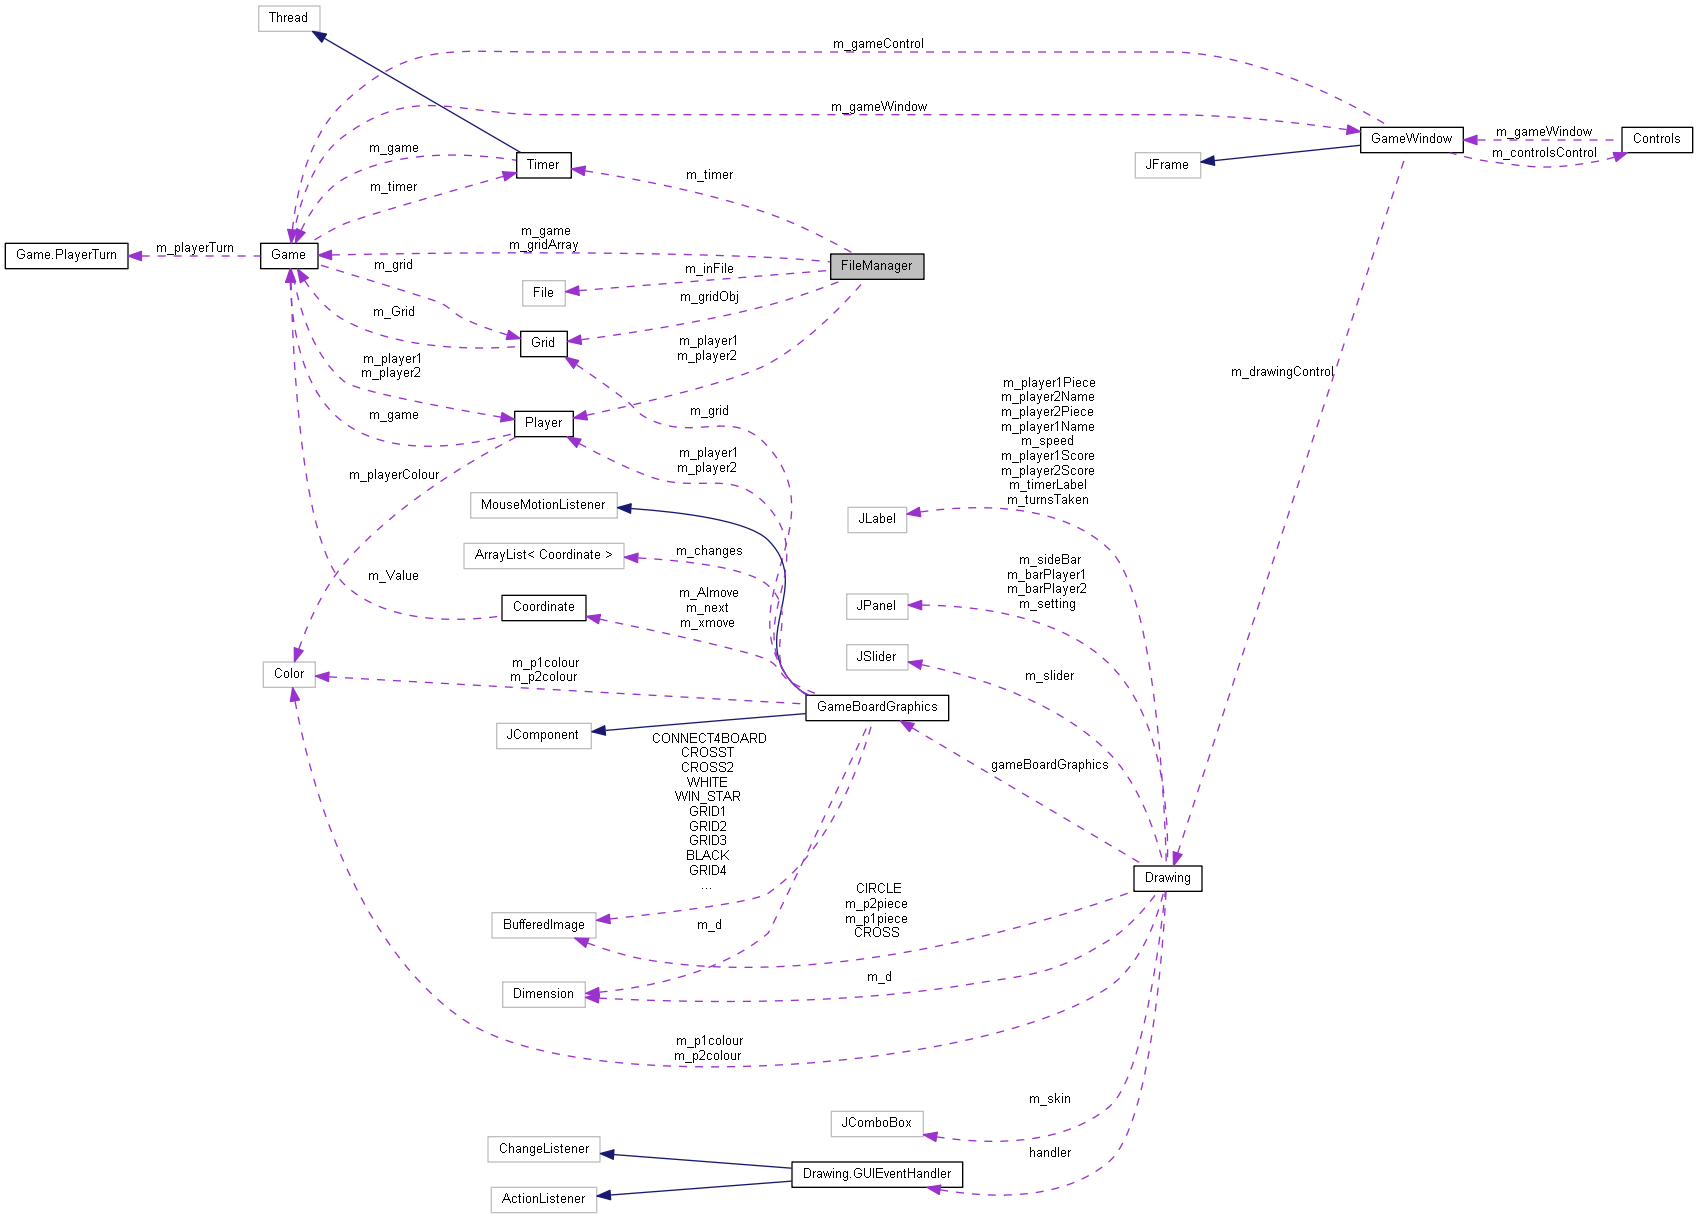 Thread
m_gameControl
m_gameWindow
GameWindow
m_gameWindow
Controls
m_controlsControl
JFrame
m_game
Timer
m_timer
m_timer
Game.PlayerTurn
m_playerTurn
Game
m_game
m_gridArray
FileManager
m_grid
m_inFile
File
m_gridObj
m_Grid
Grid
m_player1
m_player2
m_player1
m_player2
m_drawingControl
m_game
Player
m_grid
m_player1Piece
m_player2Name
m_player2Piece
m_player1Name
m_speed
m_player1Score
m_player2Score
m_timerLabel
m_turnsTaken
m_player1
m_player2
m_playerColour
MouseMotionListener
JLabel
ArrayList< Coordinate >
m_changes
m_sideBar
m_barPlayer1
m_barPlayer2
m_setting
m_Value
Coordinate
m_AImove
m_next
m_xmove
JPanel
JSlider
m_slider
Color
m_p1colour
m_p2colour
GameBoardGraphics
JComponent
CONNECT4BOARD
CROSST
CROSS2
WHITE
WIN_STAR
GRID1
GRID2
GRID3
BLACK
GRID4
...
gameBoardGraphics
Drawing
CIRCLE
m_p2piece
m_p1piece
CROSS
BufferedImage
m_d
Dimension
m_d
m_p1colour
m_p2colour
m_skin
JComboBox
handler
ChangeListener
Drawing.GUIEventHandler
ActionListener